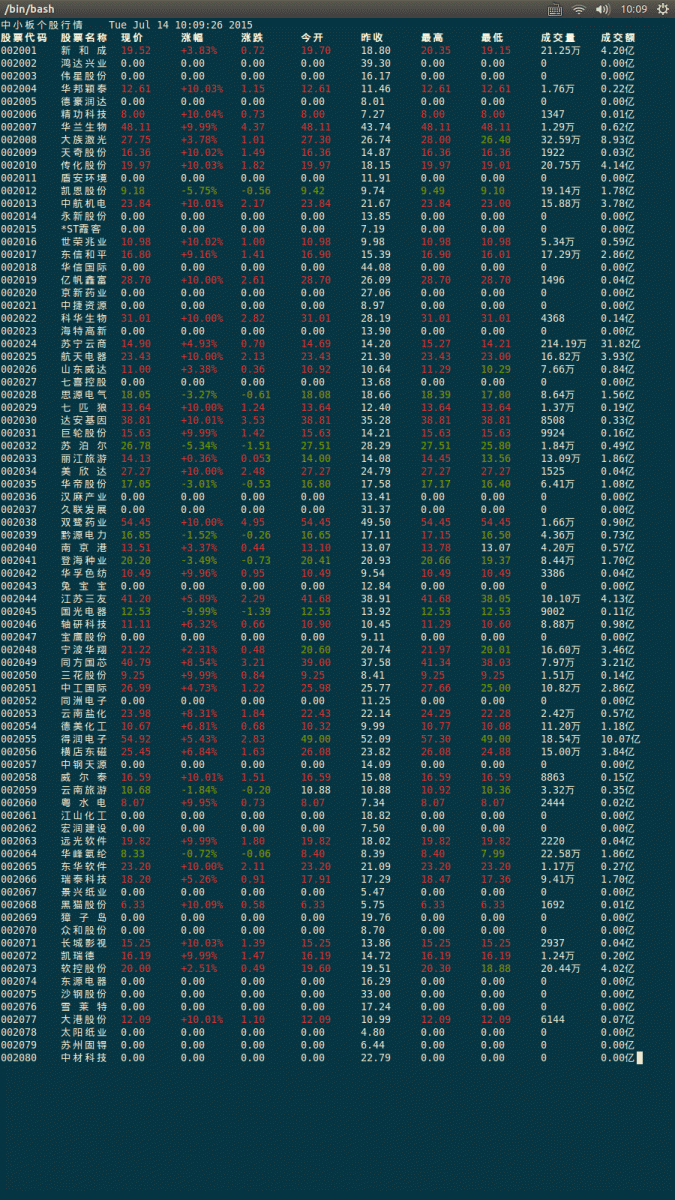 /bin/bash 10:09
中小板个股行情 Tue Jul 14 10:09:26 2015
股票代码 股票名称 现价 涨幅 涨跌 今开 昨收 最高 最低 成交量 成交额
002001 新 和 成 19.52 +3.83% 0.72 19.70 18.80 20.35 19.15 21.25万 4.20亿
002002 鸿达兴业 0.00 0.00 0.00 0.00 39.30 0.00 0.00 0 0.00亿
002003 伟星股份 0.00 0.00 0.00 0.00 16.17 0.00 0.00 0 0.00亿
002004 华邦颖泰 12.61 +10.03% 1.15 12.61 11.46 12.61 12.61 1.76万 0.22亿
002005 德豪润达 0.00 0.00 0.00 0.00 8.01 0.00 0.00 0 0.00亿
002006 精功科技 8.00 +10.04% 0.73 8.00 7.27 8.00 8.00 1347 0.01亿
002007 华兰生物 48.11 +9.99% 4.37 48.11 43.74 48.11 48.11 1.29万 0.62亿
002008 大族激光 27.75 +3.78% 1.01 27.30 26.74 28.00 26.40 32.59万 8.93亿
002009 天奇股份 16.36 +10.02% 1.49 16.36 14.87 16.36 16.36 1922 0.03亿
002010 传化股份 19.97 +10.03% 1.82 19.97 18.15 19.97 19.01 20.75万 4.14亿
002011 盾安环境 0.00 0.00 0.00 0.00 11.91 0.00 0.00 0 0.00亿
002012 凯恩股份 9.18 -5.75% -0.56 9.42 9.74 9.49 9.10 19.14万 1.78亿
002013 中航机电 23.84 +10.01% 2.17 23.84 21.67 23.84 23.00 15.88万 3.78亿
002014 永新股份 0.00 0.00 0.00 0.00 13.85 0.00 0.00 0 0.00亿
002015 *ST霞客 0.00 0.00 0.00 0.00 7.19 0.00 0.00 0 0.00亿
002016 世荣兆业 10.98 +10.02% 1.00 10.98 9.98 10.98 10.98 5.34万 0.59亿
002017 东信和平 16.80 +9.16% 1.41 16.90 15.39 16.90 16.01 17.29万 2.86亿
002018 华信国际 0.00 0.00 0.00 0.00 44.08 0.00 0.00 0 0.00亿
002019 亿帆鑫富 28.70 +10.00% 2.61 28.70 26.09 28.70 28.70 1496 0.04亿
002020 京新药业 0.00 0.00 0.00 0.00 27.06 0.00 0.00 0 0.00亿
002021 中捷资源 0.00 0.00 0.00 0.00 8.97 0.00 0.00 0 0.00亿
002022 科华生物 31.01 +10.00% 2.82 31.01 28.19 31.01 31.01 4368 0.14亿
002023 海特高新 0.00 0.00 0.00 0.00 13.90 0.00 0.00 0 0.00亿
002024 苏宁云商 14.90 +4.93% 0.70 14.69 14.20 15.27 14.21 214.19万 31.82亿
002025 航天电器 23.43 +10.00% 2.13 23.43 21.30 23.43 23.00 16.82万 3.93亿
002026 山东威达 11.00 +3.38% 0.36 10.92 10.64 11.29 10.29 7.66万 0.84亿
002027 七喜控股 0.00 0.00 0.00 0.00 13.68 0.00 0.00 0 0.00亿
002028 思源电气 18.05 -3.27% -0.61 18.08 18.66 18.39 17.80 8.64万 1.56亿
002029 七 匹 狼 13.64 +10.00% 1.24 13.64 12.40 13.64 13.64 1.37万 0.19亿
002030 达安基因 38.81 +10.01% 3.53 38.81 35.28 38.81 38.81 8508 0.33亿
002031 巨轮股份 15.63 +9.99% 1.42 15.63 14.21 15.63 15.63 9924 0.16亿
002032 苏 泊 尔 26.78 -5.34% -1.51 27.51 28.29 27.51 25.80 1.84万 0.49亿
002033 丽江旅游 14.13 +0.36% 0.053 14.00 14.08 14.45 13.56 13.09万 1.86亿
002034 美 欣 达 27.27 +10.00% 2.48 27.27 24.79 27.27 27.27 1525 0.04亿
002035 华帝股份 17.05 -3.01% -0.53 16.80 17.58 17.17 16.40 6.41万 1.08亿
002036 汉麻产业 0.00 0.00 0.00 0.00 13.41 0.00 0.00 0 0.00亿
002037 久联发展 0.00 0.00 0.00 0.00 31.37 0.00 0.00 0 0.00亿
002038 双鹭药业 54.45 +10.00% 4.95 54.45 49.50 54.45 54.45 1.66万 0.90亿
002039 黔源电力 16.85 -1.52% -0.26 16.65 17.11 17.15 16.50 4.36万 0.73亿
002040 南 京 港 13.51 +3.37% 0.44 13.10 13.07 13.78 13.07 4.20万 0.57亿
002041 登海种业 20.20 -3.49% -0.73 20.41 20.93 20.66 19.37 8.44万 1.70亿
002042 华孚色纺 10.49 +9.96% 0.95 10.49 9.54 10.49 10.49 3386 0.04亿
002043 兔 宝 宝 0.00 0.00 0.00 0.00 12.84 0.00 0.00 0 0.00亿
002044 江苏三友 41.20 +5.89% 2.29 41.68 38.91 41.68 38.05 10.10万 4.13亿
002045 国光电器 12.53 -9.99% -1.39 12.53 13.92 12.53 12.53 9002 0.11亿
002046 轴研科技 11.11 +6.32% 0.66 10.90 10.45 11.29 10.60 8.88万 0.98亿
002047 宝鹰股份 0.00 0.00 0.00 0.00 9.11 0.00 0.00 0 0.00亿
002048 宁波华翔 21.22 +2.31% 0.48 20.60 20.74 21.97 20.01 16.60万 3.46亿
002049 同方国芯 40.79 +8.54% 3.21 39.00 37.58 41.34 38.03 7.97万 3.21亿
002050 三花股份 9.25 +9.99% 0.84 9.25 8.41 9.25 9.25 1.51万 0.14亿
002051 中工国际 26.99 +4.73% 1.22 25.98 25.77 27.66 25.00 10.82万 2.86亿
002052 同洲电子 0.00 0.00 0.00 0.00 11.25 0.00 0.00 0 0.00亿
002053 云南盐化 23.98 +8.31% 1.84 22.43 22.14 24.29 22.28 2.42万 0.57亿
002054 德美化工 10.67 +6.81% 0.68 10.32 9.99 10.77 10.08 11.20万 1.18亿
002055 得润电子 54.92 +5.43% 2.83 49.00 52.09 57.30 49.00 18.54万 10.07亿
002056 横店东磁 25.45 +6.84% 1.63 26.08 23.82 26.08 24.88 15.00万 3.84亿
002057 中钢天源 0.00 0.00 0.00 0.00 14.09 0.00 0.00 0 0.00亿
002058 威 尔 泰 16.59 +10.01% 1.51 16.59 15.08 16.59 16.59 8863 0.15亿
002059 云南旅游 10.68 -1.84% -0.20 10.88 10.88 10.92 10.36 3.32万 0.35亿
002060 粤 水 电 8.07 +9.95% 0.73 8.07 7.34 8.07 8.07 2444 0.02亿
002061 江山化工 0.00 0.00 0.00 0.00 18.82 0.00 0.00 0 0.00亿
002062 宏润建设 0.00 0.00 0.00 0.00 7.50 0.00 0.00 0 0.00亿
002063 远光软件 19.82 +9.99% 1.80 19.82 18.02 19.82 19.82 2220 0.04亿
002064 华峰氨纶 8.33 -0.72% -0.06 8.34 8.39 8.40 7.99 22.58万 1.86亿
002065 东华软件 23.20 +10.00% 2.11 23.20 21.09 23.20 23.20 1.17万 0.27亿
002066 瑞泰科技 18.20 +5.26% 0.91 17.91 17.29 18.47 17.36 9.41万 1.70亿
002067 景兴纸业 0.00 0.00 0.00 0.00 5.47 0.00 0.00 0 0.00亿
002068 黑猫股份 6.33 +10.09% 0.58 6.33 5.75 6.33 6.33 1692 0.01亿
002069 獐 子 岛 0.00 0.00 0.00 0.00 19.76 0.00 0.00 0 0.00亿
002070 众和股份 0.00 0.00 0.00 0.00 8.70 0.00 0.00 0 0.00亿
002071 长城影视 15.25 +10.03% 1.39 15.25 13.86 15.25 15.25 2937 0.04亿
002072 凯瑞德 16.19 +9.99% 1.47 16.19 14.72 16.19 16.19 1.24万 0.20亿
002073 软控股份 20.00 +2.51% 0.49 19.60 19.51 20.30 18.88 20.44万 4.02亿
002074 东源电器 0.00 0.00 0.00 0.00 16.29 0.00 0.00 0 0.00亿
002075 沙钢股份 0.00 0.00 0.00 0.00 33.00 0.00 0.00 0 0.00亿
002076 雪 莱 特 0.00 0.00 0.00 0.00 17.24 0.00 0.00 0 0.00亿
002077 大港股份 12.09 +10.01% 1.10 12.09 10.99 12.09 12.09 6144 0.07亿
002078 太阳纸业 0.00 0.00 0.00 0.00 4.80 0.00 0.00 0 0.00亿
002079 苏州固锝 0.00 0.00 0.00 0.00 6.44 0.00 0.00 0 0.00亿
002080 中材科技 0.00 0.00 0.00 0.00 22.79 0.00 0.00 0 0.00亿